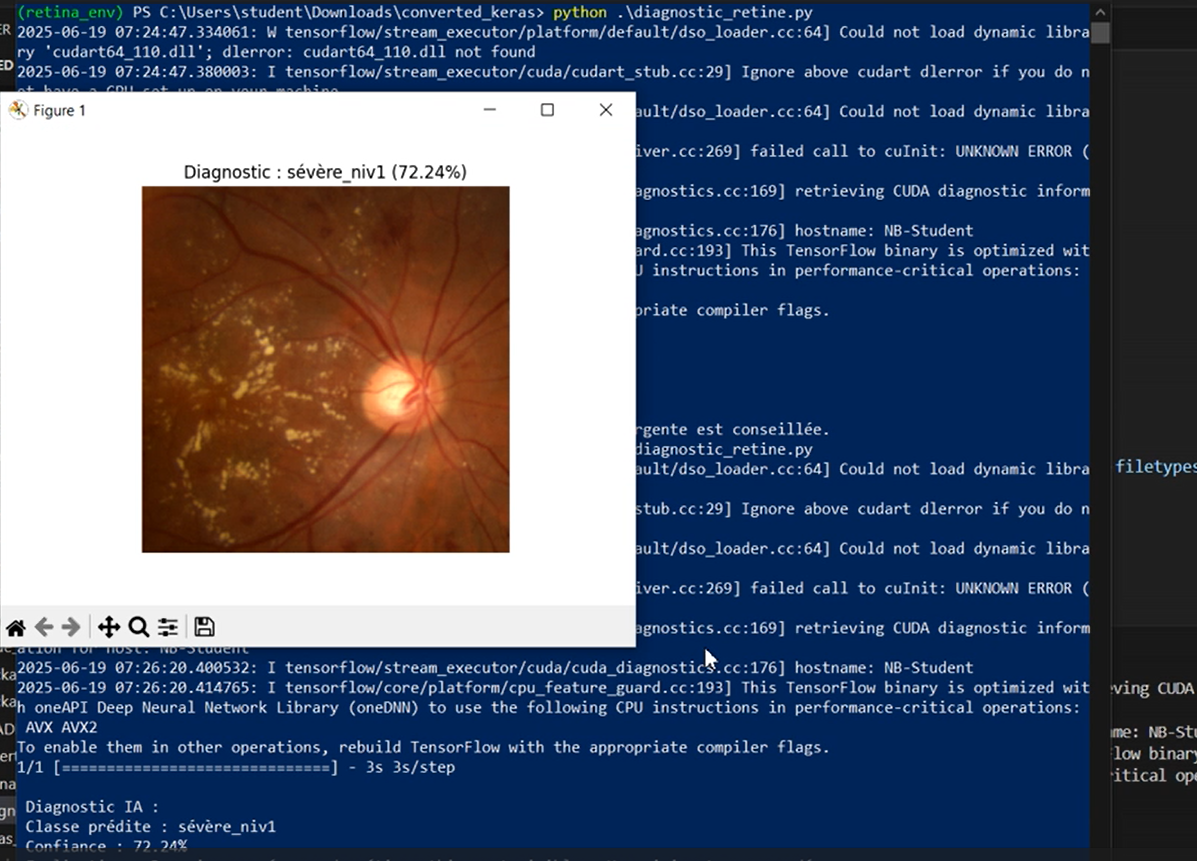 (retina_env) PS C:\Users\student\Downloads\converted_keras> python .\diagnostic_retine.py
2025-06-19 07:24:47.334061: W tensorflow/stream_executor/platform/default/dso_loader.cc:64] Could not load dynamic libra
ry 'cudart64_110.dll'; dlerror: cudart64_110.dll not found
2025-06-19 07:24:47.380003: I tensorflow/stream_executor/cuda/cudart_stub.cc:29] Ignore above cudart dlerror if you do n
ot have a GPU set up on your machine.
Figure 1
Diagnostic : sévère_niv1 (72.24%)
ault/dso_loader.cc:64] Could not load dynamic libra
iver.cc:269] failed call to cuInit: UNKNOWN ERROR (
agnostics.cc:169] retrieving CUDA diagnostic inform
agnostics.cc:176] hostname: NB-Student
ard.cc:193] This TensorFlow binary is optimized wit
U instructions in performance-critical operations:
priate compiler flags.
rgente est conseillée.
diagnostic_retine.py
ault/dso_loader.cc:64] Could not load dynamic libra
filetypes
stub.cc:29] Ignore above cudart dlerror if you do n
ault/dso_loader.cc:64] Could not load dynamic libra
iver.cc:269] failed call to cuInit: UNKNOWN ERROR (
agnostics.cc:169] retrieving CUDA diagnostic inform
ation for host: NB-Student
2025-06-19 07:26:20.400532: I tensorflow/stream_executor/cuda/cuda_diagnostics.cc:176] hostname: NB-Student
2025-06-19 07:26:20.414765: I tensorflow/core/platform/cpu_feature_guard.cc:193] This TensorFlow binary is optimized wit
eving CUDA
h oneAPI Deep Neural Network Library (oneDNN) to use the following CPU instructions in performance-critical operations:
AVX AVX2
me: NB-Stu
To enable them in other operations, rebuild TensorFlow with the appropriate compiler flags.
low binary
1/1 [==============================] - 3s 3s/step
itical ope
Diagnostic IA :
Classe prédite : sévère_niv1
Confiance : 72.24%